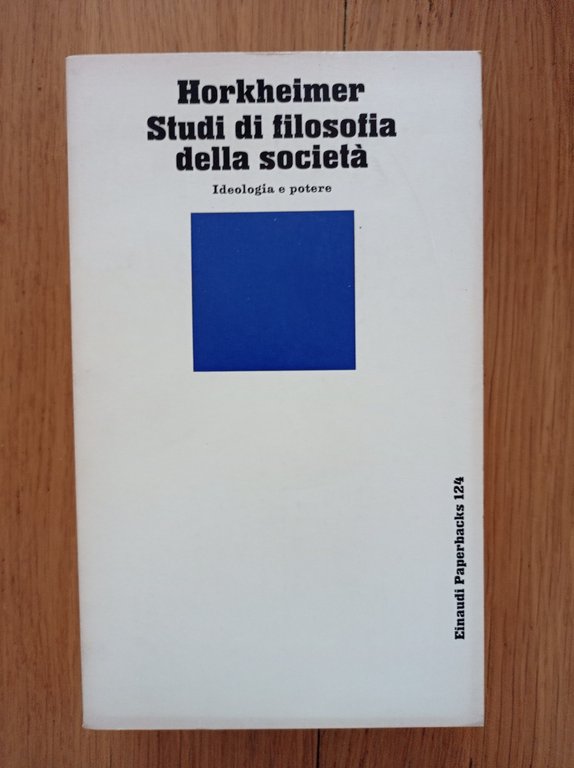 Horkheimer
Studi di filosofia
della società
Ideologia e potere
Einaudi Paperbacks 124